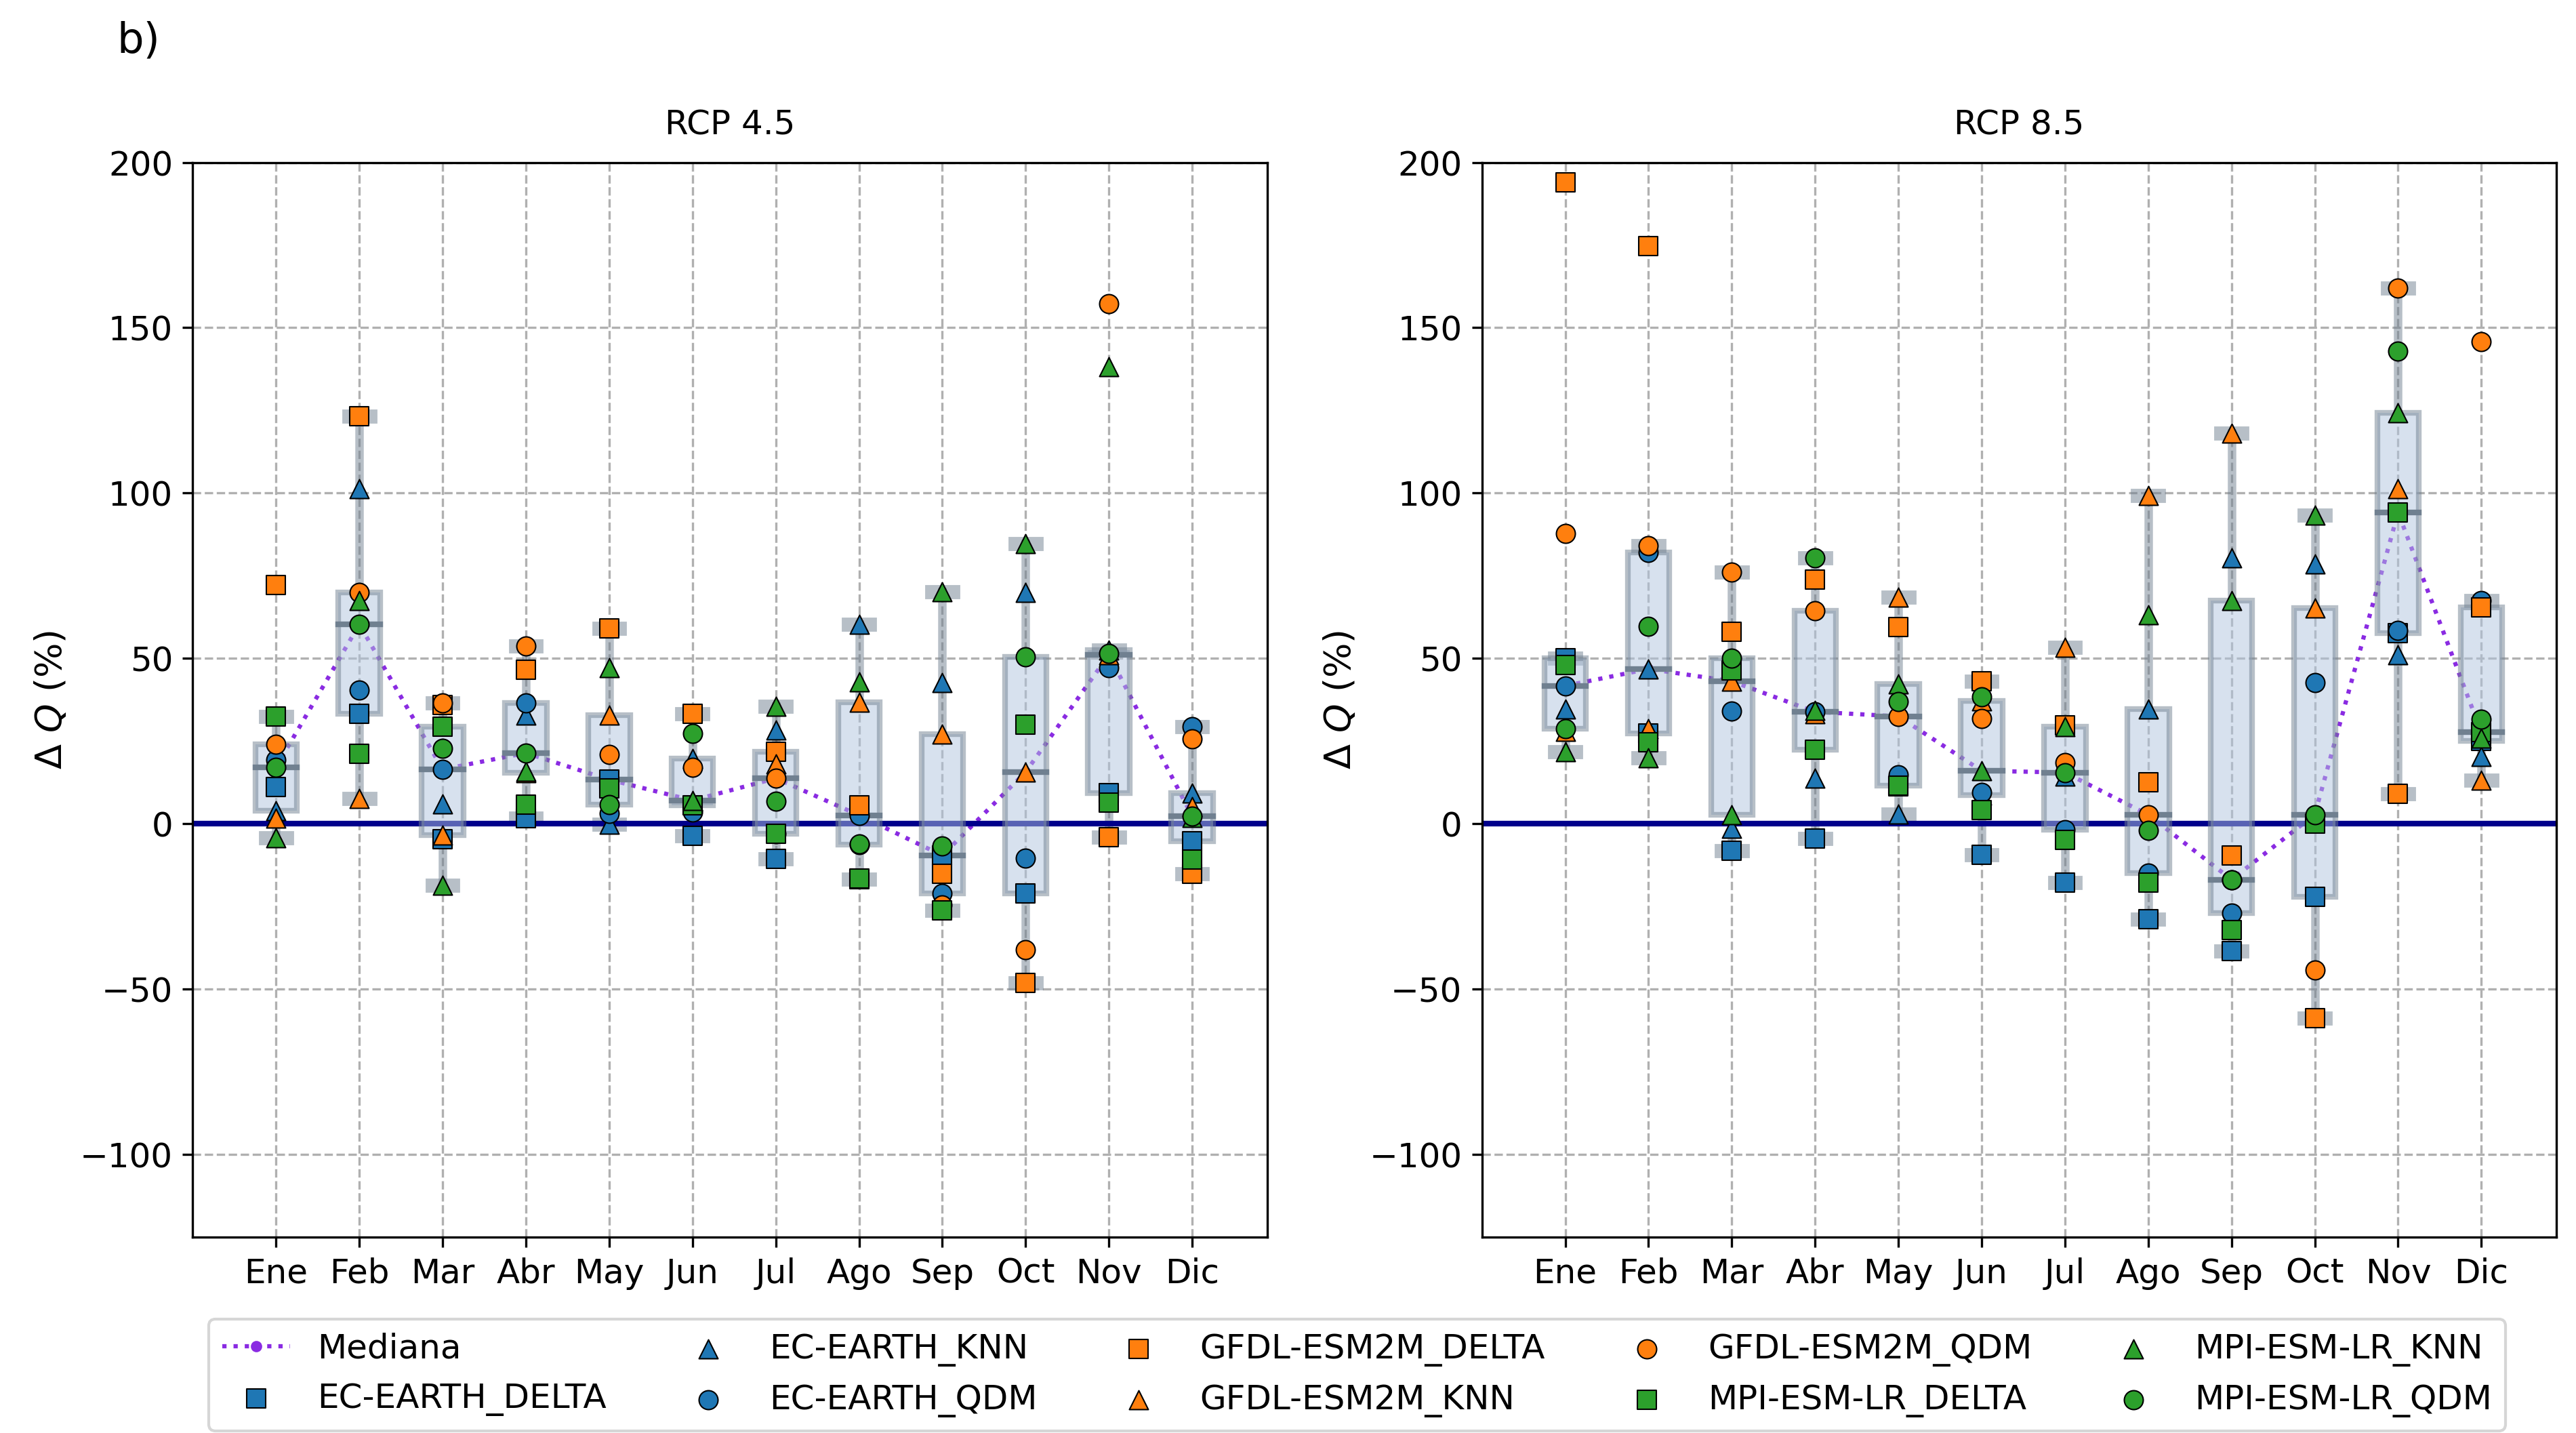 b)
RCP 4.5
RCP 8.5
Δ Q (%)
200
150
100
50
0
−50
−100
Ene Feb Mar Abr May Jun Jul Ago Sep Oct Nov Dic
Δ Q (%)
200
150
100
50
0
−50
−100
Ene Feb Mar Abr May Jun Jul Ago Sep Oct Nov Dic
Mediana EC-EARTH_KNN GFDL-ESM2M_DELTA GFDL-ESM2M_QDM MPI-ESM-LR_KNN
EC-EARTH_DELTA EC-EARTH_QDM GFDL-ESM2M_KNN MPI-ESM-LR_DELTA MPI-ESM-LR_QDM